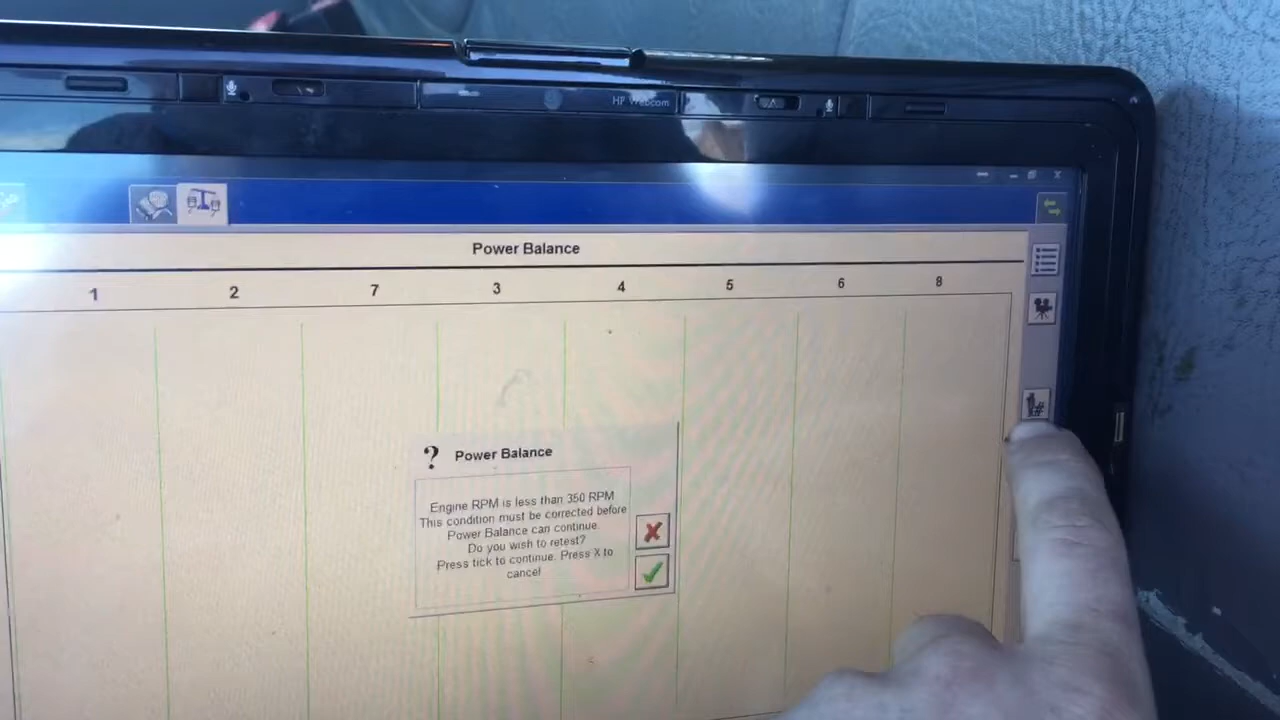 HP Webcam
Power Balance
1 2 7 3 4 5 6 8
? Power Balance
Engine RPM is less than 350 RPM
This condition must be corrected before
Power Balance can continue.
Do you wish to retest?
Press tick to continue. Press X to
cancel